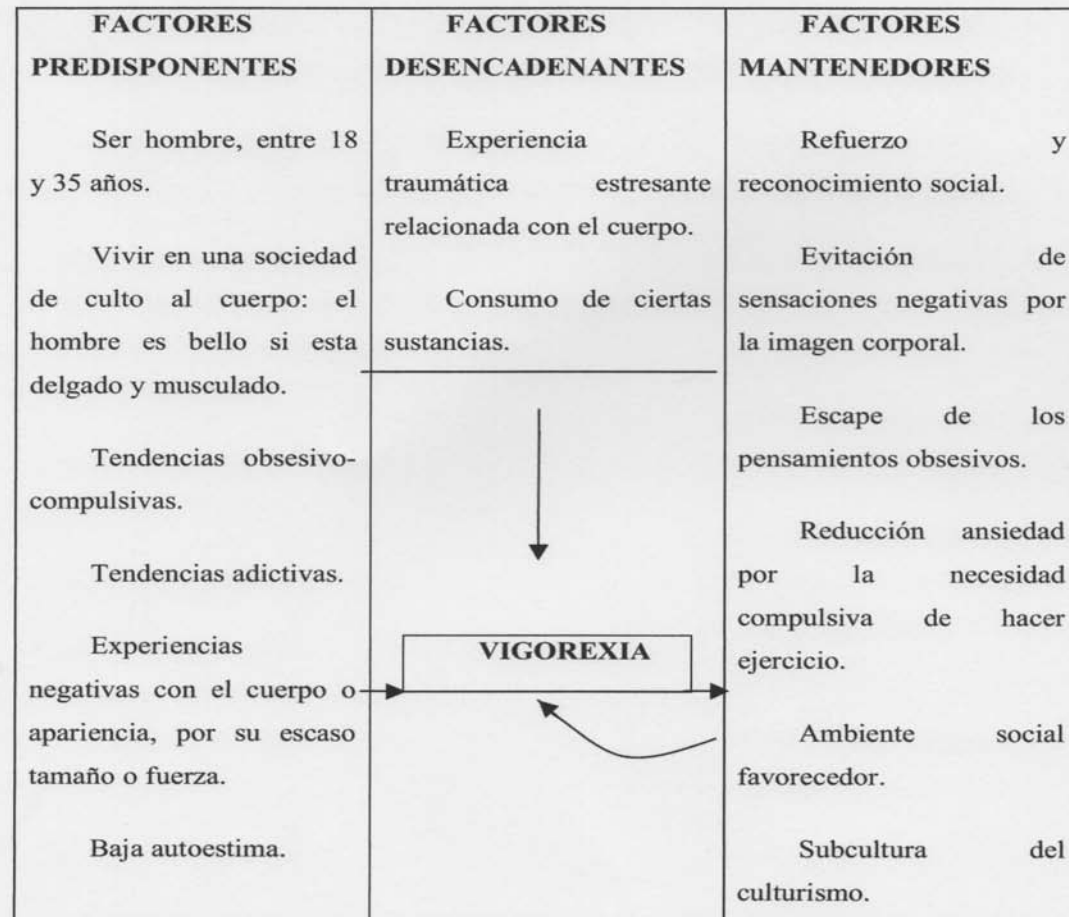 FACTORES
PREDISPONENTES
Ser hombre, entre 18
y 35 años.
Vivir en una sociedad
de culto al cuerpo: el
hombre es bello si esta
delgado y musculado.
Tendencias obsesivo-
compulsivas.
Tendencias adictivas.
Experiencias
negativas con el cuerpo o
apariencia, por su escaso
tamaño o fuerza.
Baja autoestima.
FACTORES
DESENCADENANTES
Experiencia
traumática estresante
relacionada con el cuerpo.
Consumo de ciertas
sustancias.
VIGOREXIA
FACTORES
MANTENEDORES
Refuerzo y
reconocimiento social.
Evitación de
sensaciones negativas por
la imagen corporal.
Escape de los
pensamientos obsesivos.
Reducción ansiedad
por la necesidad
compulsiva de hacer
ejercicio.
Ambiente social
favorecedor.
Subcultura del
culturismo.